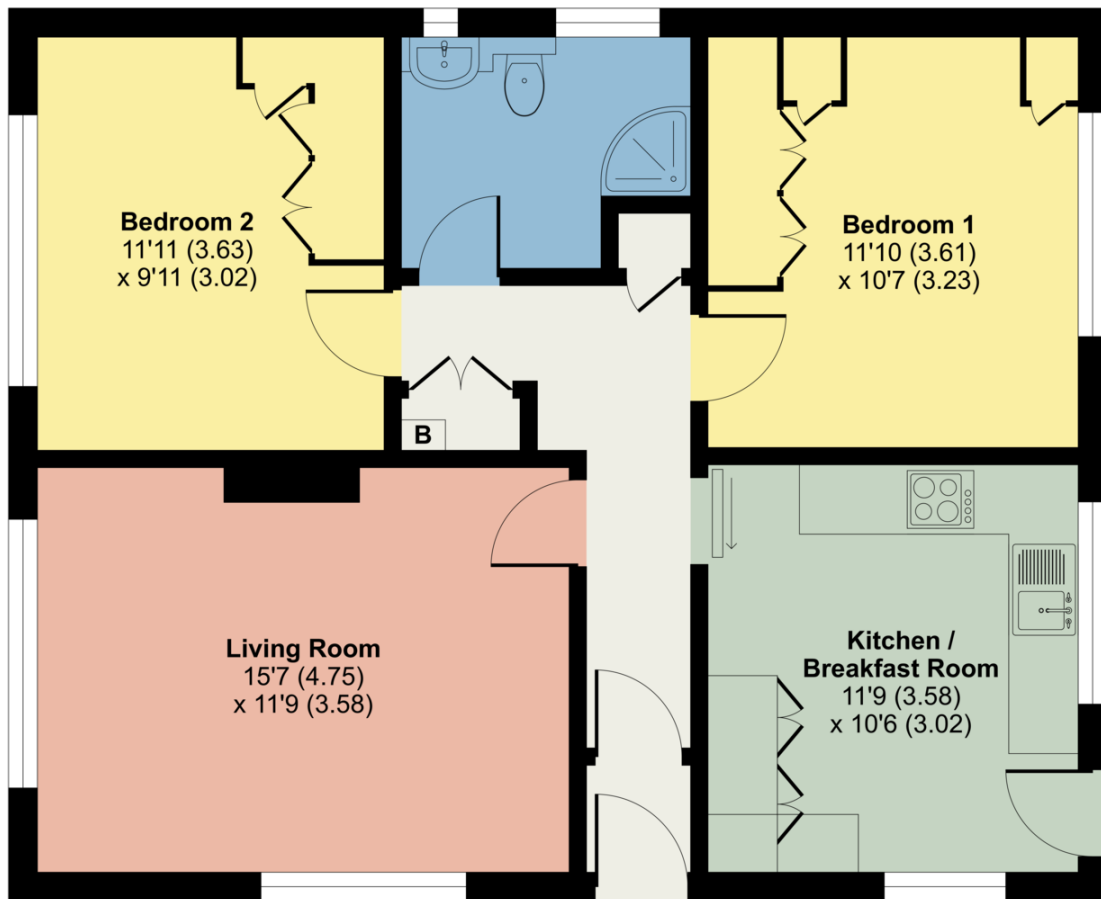 Bedroom 2
11'11 (3.63)
x 9'11 (3.02)
Bedroom 1
11'10 (3.61)
x 10'7 (3.23)
B
Living Room
15'7 (4.75)
x 11'9 (3.58)
Kitchen /
Breakfast Room
11'9 (3.58)
x 10'6 (3.02)